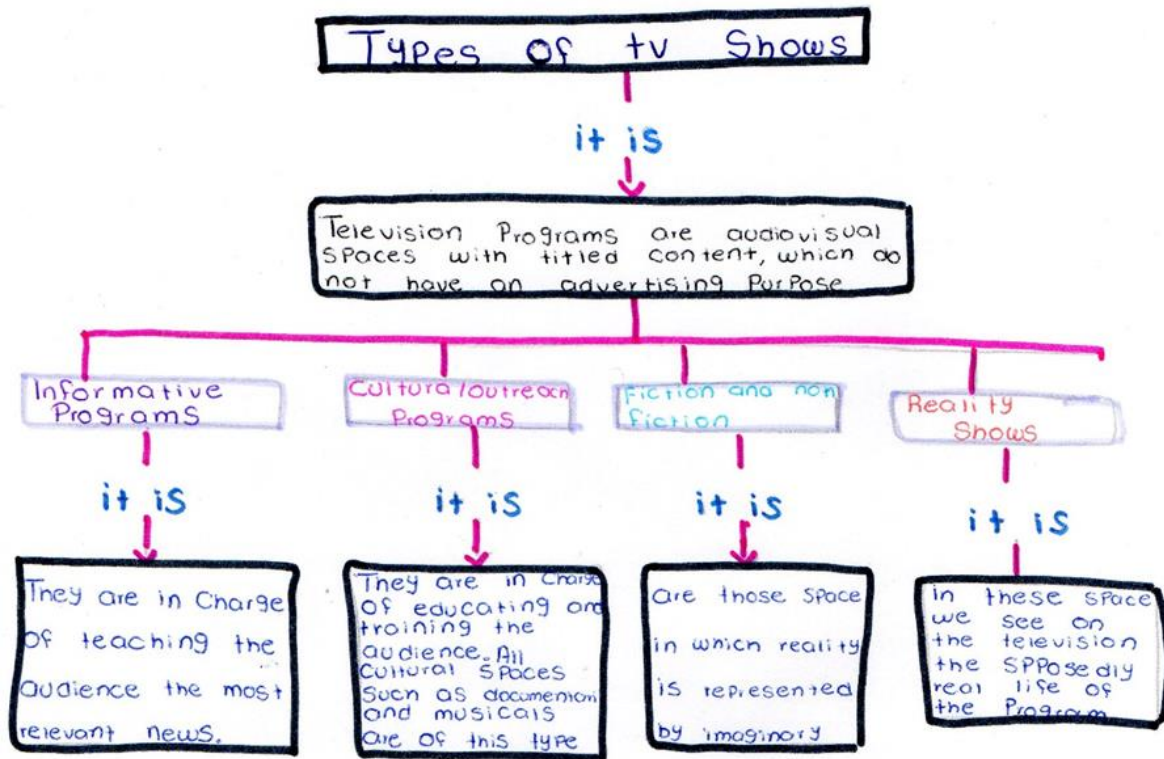 Types Of tv Shows
it is
Television Programs are audiovisual
SPaces with titled content, which do
not have an advertising PurPose
Informative
Programs
Cultural outreach
Programs
Fiction and non
fiction
Reality
Shows
it is
it is
it is
it is
They are in Charge
of teaching the
audience the most
relevant news.
They are in Charge
Of educating and
training the
audience. All
Cultural SPaces
Such as
and musicals
are of this type
are those space
in which reality
is represented
by imaginary
in these space
we see on
the television
the SPPosedly
real life of
the Program